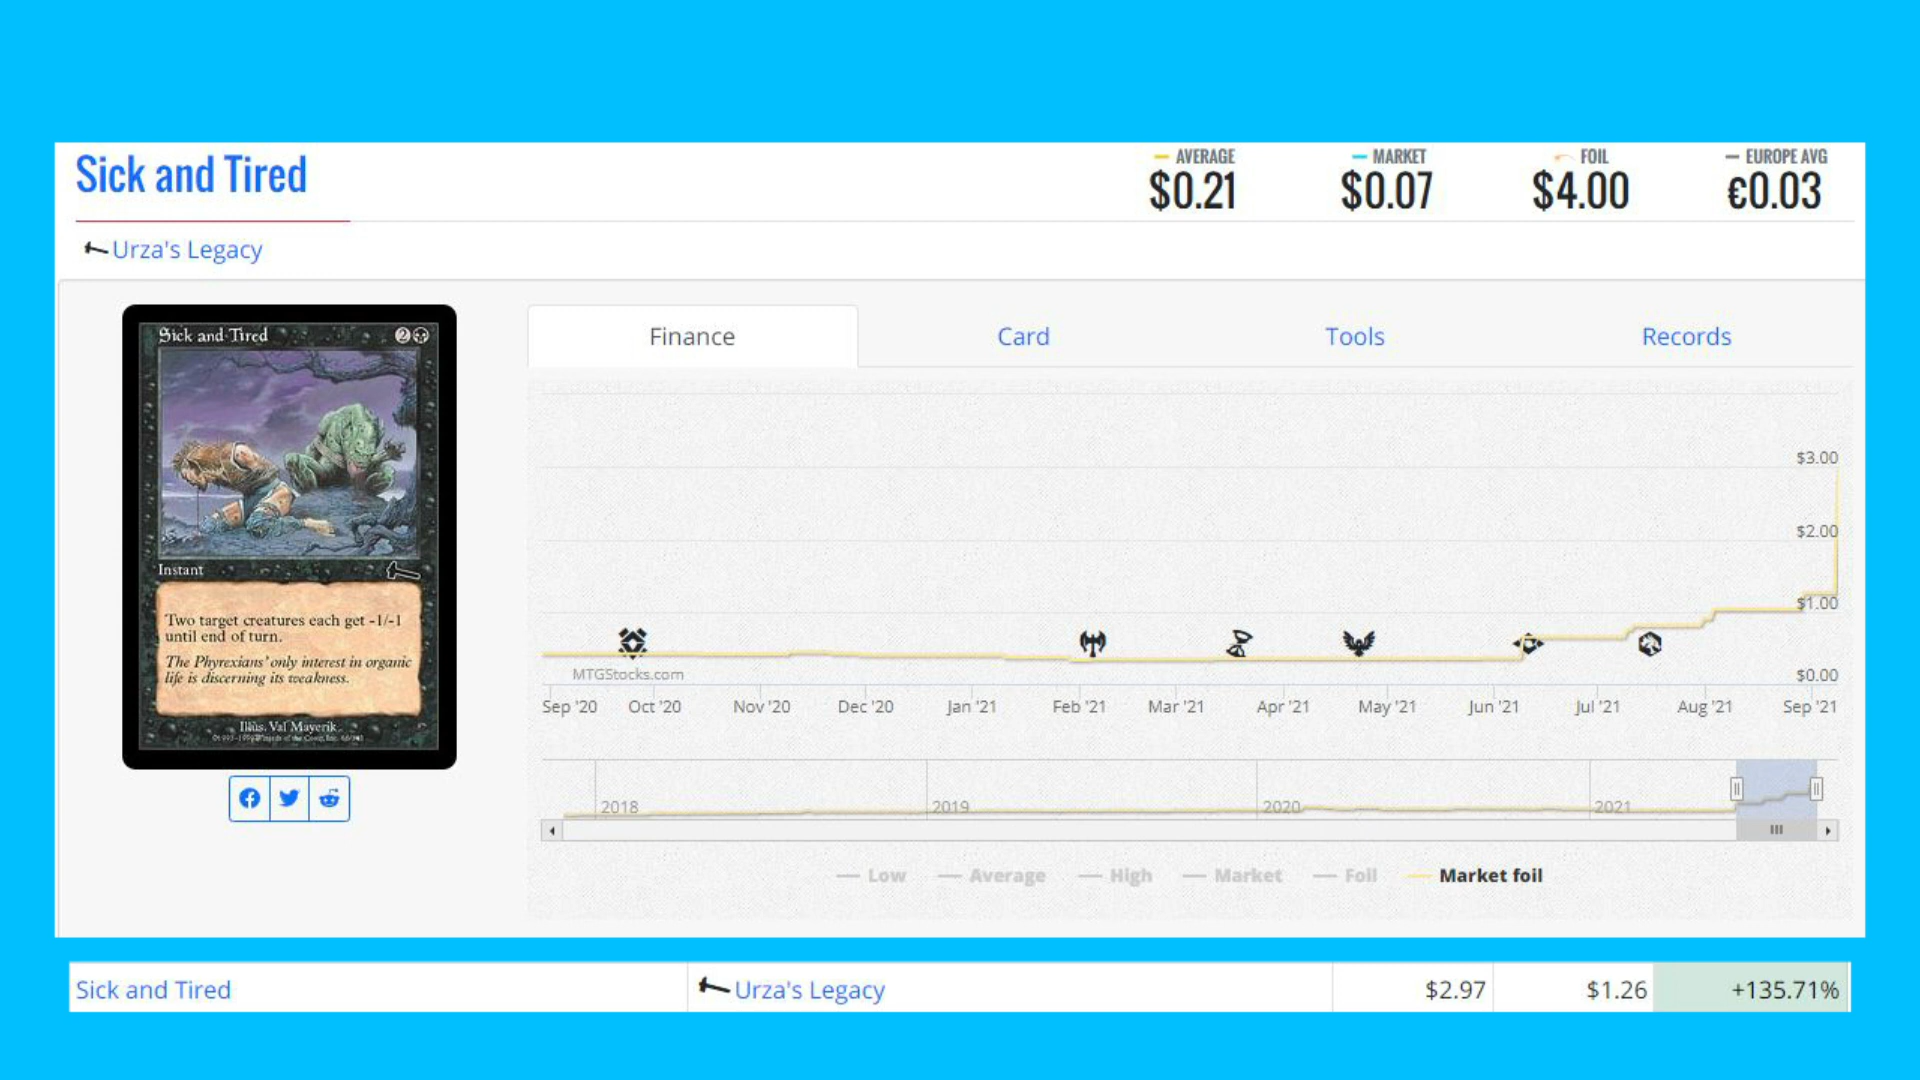 Sick and Tired
AVERAGE
$0.21
MARKET
$0.07
FOIL
$4.00
EUROPE AVG
€0.03
Urza's Legacy
Sick and Tired 2
Instant
Two target creatures each get -1/-1
until end of turn.
The Phyrexians' only interest in organic
life is discerning its weakness.
Illus. Val Mayerik
Finance
Card
Tools
Records
$3.00
$2.00
$1.00
$0.00
MTGStocks.com
Sep '20 Oct '20 Nov '20 Dec '20 Jan '21 Feb '21 Mar '21 Apr '21 May '21 Jun '21 Jul '21 Aug '21 Sep '21
2018 2019 2020 2021
Low Average High Market Foil Market foil
Sick and Tired Urza's Legacy $2.97 $1.26 +135.71%